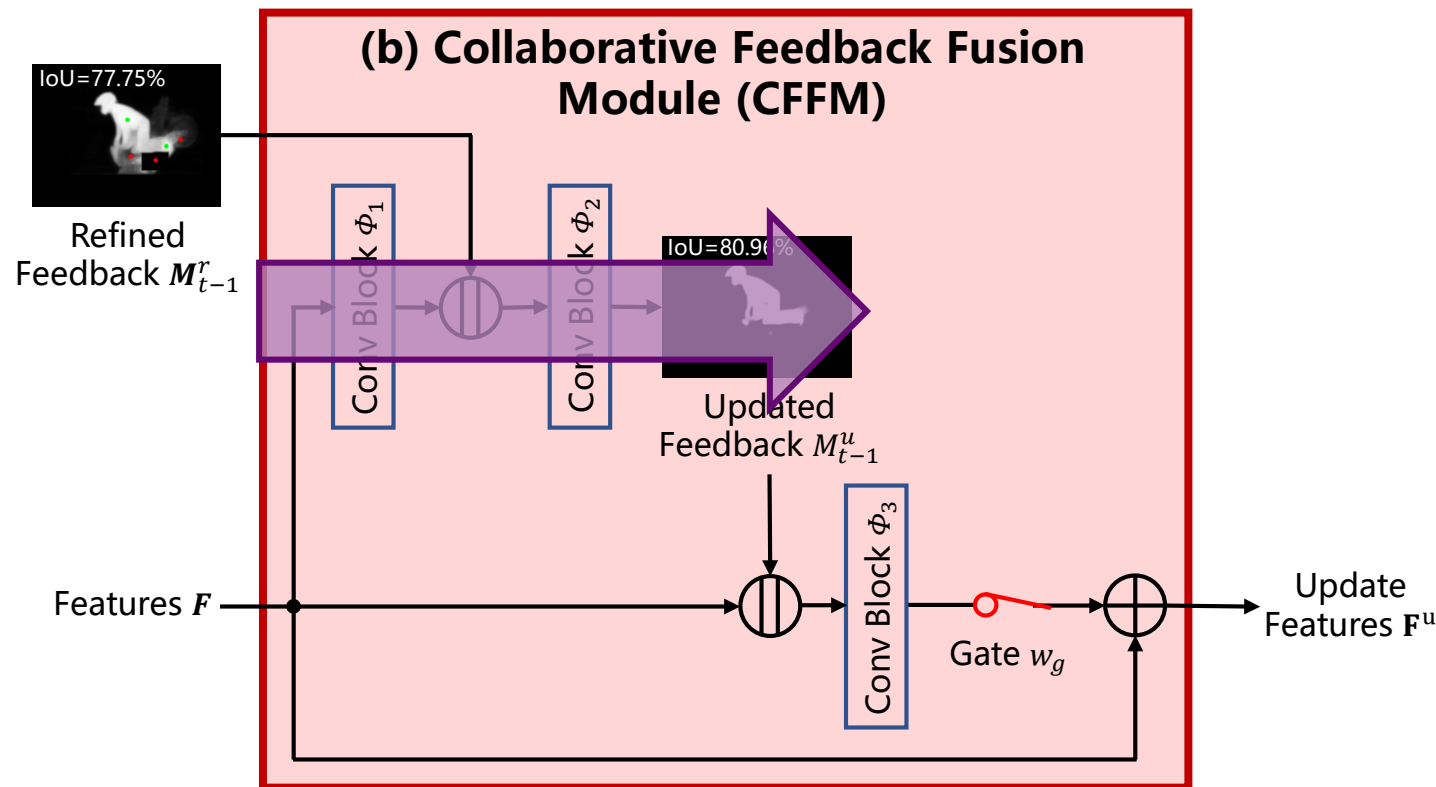 (b) Collaborative Feedback Fusion
Module (CFFM)
IoU=77.75%
Refined
Feedback 𝑴ʳₜ₋₁
Conv Block 𝛷₁
Conv Block 𝛷₂
IoU=80.96%
Updated
Feedback 𝑀ᵘₜ₋₁
Conv Block 𝛷₃
Features 𝑭
Gate 𝑤𝑔
Update
Features 𝐅ᵘ